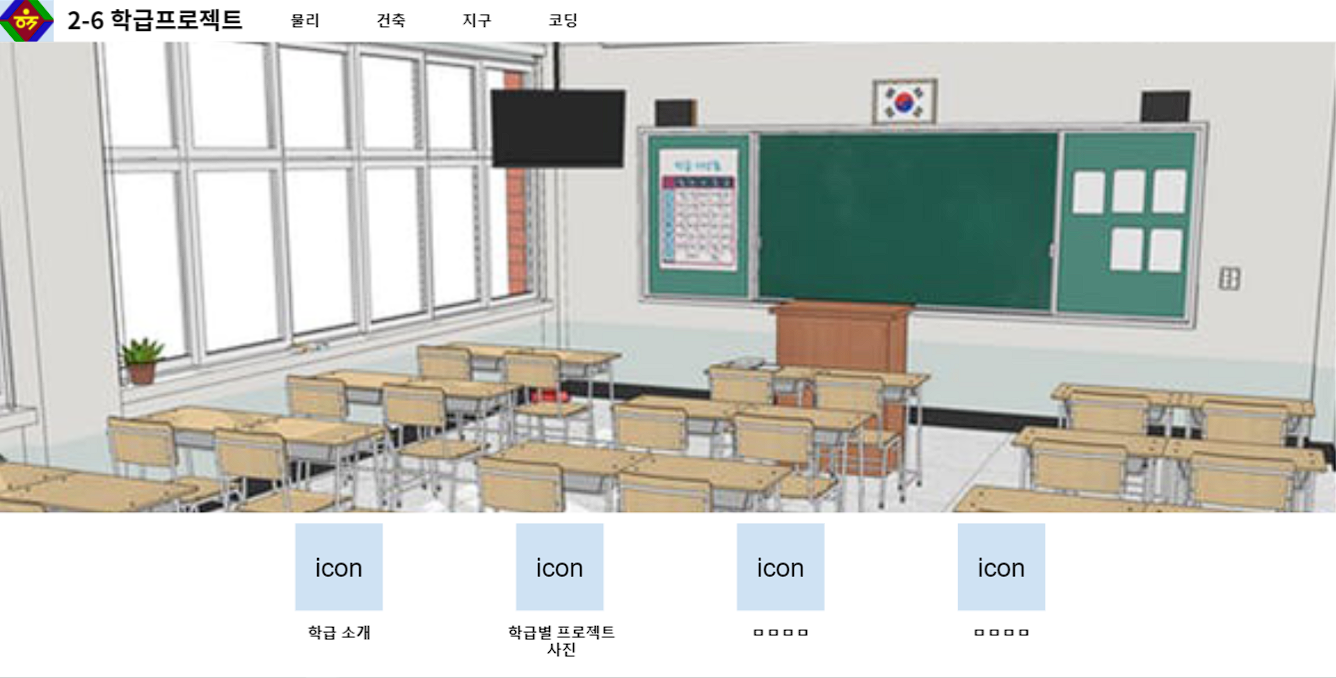 2-6 학급프로젝트
물리
건축
지구
코딩
icon
icon
icon
icon
학급 소개
학급별 프로젝트
사진
ㅁㅁㅁㅁ
ㅁㅁㅁㅁ